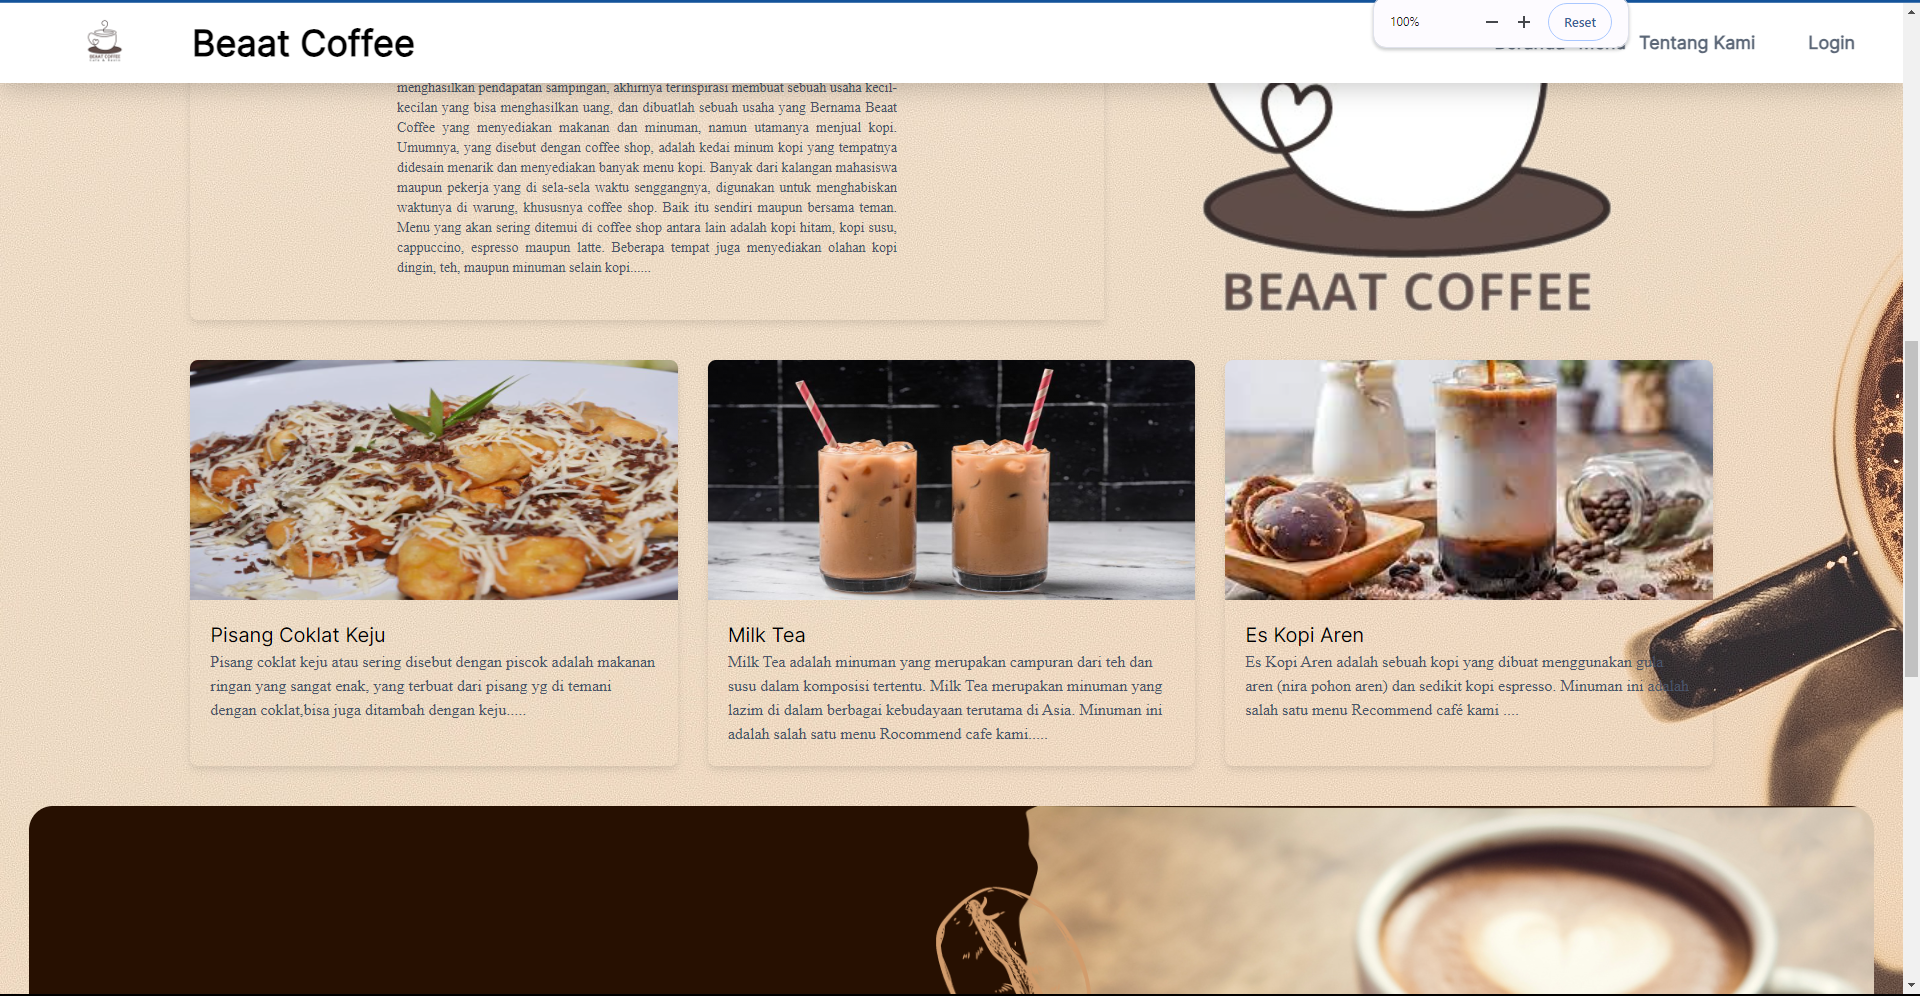 Beaat Coffee
100%
Reset
Tentang Kami
Login
BEAAT COFFEE
menghasilkan pendapatan sampingan, akhirnya terinspirasi membuat sebuah usaha kecil-
kecilan yang bisa menghasilkan uang, dan dibuatlah sebuah usaha yang Bernama Beaat
Coffee yang menyediakan makanan dan minuman, namun utamanya menjual kopi.
Umumnya, yang disebut dengan coffee shop, adalah kedai minum kopi yang tempatnya
didesain menarik dan menyediakan banyak menu kopi. Banyak dari kalangan mahasiswa
maupun pekerja yang di sela-sela waktu senggangnya, digunakan untuk menghabiskan
waktunya di warung, khususnya coffee shop. Baik itu sendiri maupun bersama teman.
Menu yang akan sering ditemui di coffee shop antara lain adalah kopi hitam, kopi susu,
cappuccino, espresso maupun latte. Beberapa tempat juga menyediakan olahan kopi
dingin, teh, maupun minuman selain kopi......
BEAAT COFFEE
Pisang Coklat Keju
Pisang coklat keju atau sering disebut dengan piscok adalah makanan
ringan yang sangat enak, yang terbuat dari pisang yg di temani
dengan coklat,bisa juga ditambah dengan keju.....
Milk Tea
Milk Tea adalah minuman yang merupakan campuran dari teh dan
susu dalam komposisi tertentu. Milk Tea merupakan minuman yang
lazim di dalam berbagai kebudayaan terutama di Asia. Minuman ini
adalah salah satu menu Rocommend cafe kami.....
Es Kopi Aren
Es Kopi Aren adalah sebuah kopi yang dibuat menggunakan gula
aren (nira pohon aren) dan sedikit kopi espresso. Minuman ini adalah
salah satu menu Recommend café kami ....